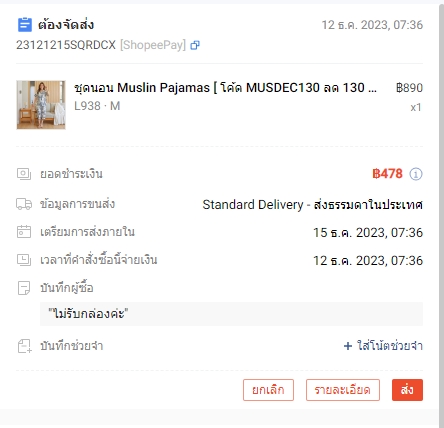 ต้องจัดส่ง
12 ธ.ค. 2023, 07:36
23121215SQRDCX [ShopeePay]
ชุดนอน Muslin Pajamas [ โค้ด MUSDEC130 ลด 130 ...
฿890
L938 · M
x1
ยอดชำระเงิน
฿478
ข้อมูลการขนส่ง
Standard Delivery - ส่งธรรมดาในประเทศ
เตรียมการส่งภายใน
15 ธ.ค. 2023, 07:36
เวลาที่คำสั่งซื้อนี้จ่ายเงิน
12 ธ.ค. 2023, 07:36
บันทึกผู้ซื้อ
"ไม่รับกล่องค่ะ"
บันทึกช่วยจำ
+ ใส่โน้ตช่วยจำ
ยกเลิก
รายละเอียด
ส่ง